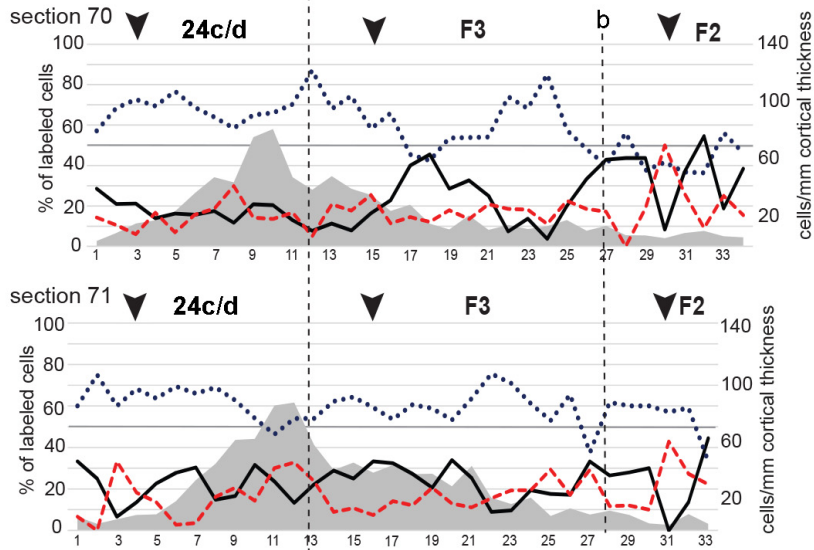 section 70
24c/d
F3
b
F2
% of labeled cells
100
80
60
40
20
0
140
100
60
20
cells/mm cortical thickness
1 3 5 7 9 11 13 15 17 19 21 23 25 27 29 31 33
section 71
24c/d
F3
F2
% of labeled cells
100
80
60
40
20
0
140
100
60
20
cells/mm cortical thickness
1 3 5 7 9 11 13 15 17 19 21 23 25 27 29 31 33